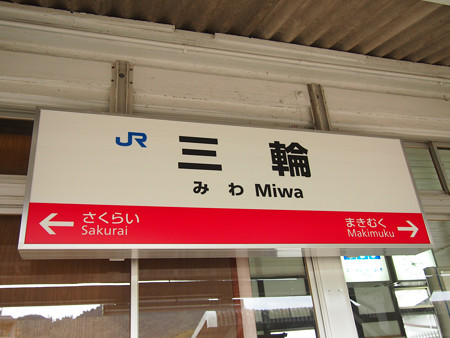 JR 三輪
みわ Miwa
← さくらい まきむく →
Sakurai Makimuku